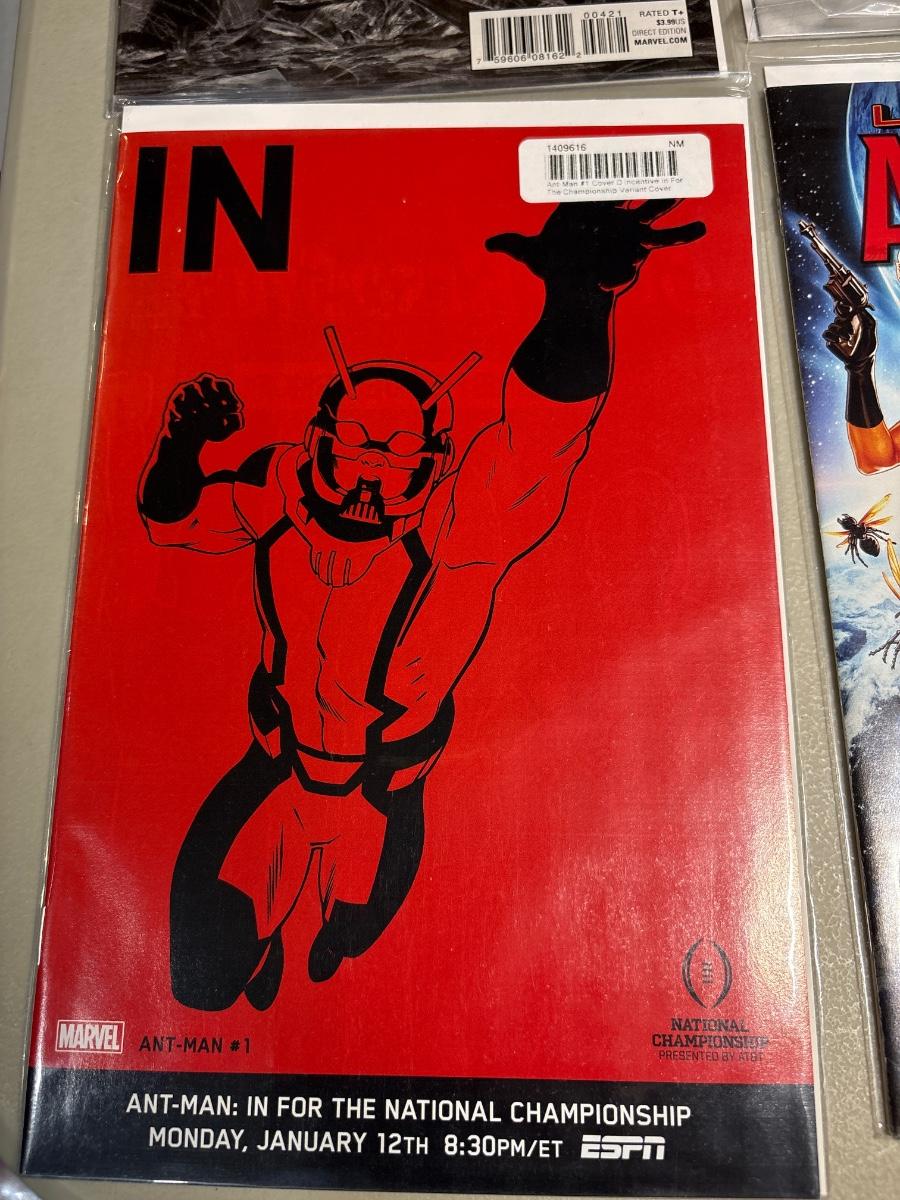 00421
RATED T+
$3.99US
DIRECT EDITION
MARVEL.COM
7 59606 08162 2
IN
1409616 NM
Ant-Man #1 Cover D Incentive In For
The Championship Variant Cover
MARVEL ANT-MAN #1
NATIONAL
CHAMPIONSHIP
PRESENTED BY AT&T
ANT-MAN: IN FOR THE NATIONAL CHAMPIONSHIP
MONDAY, JANUARY 12TH 8:30PM/ET ESPN